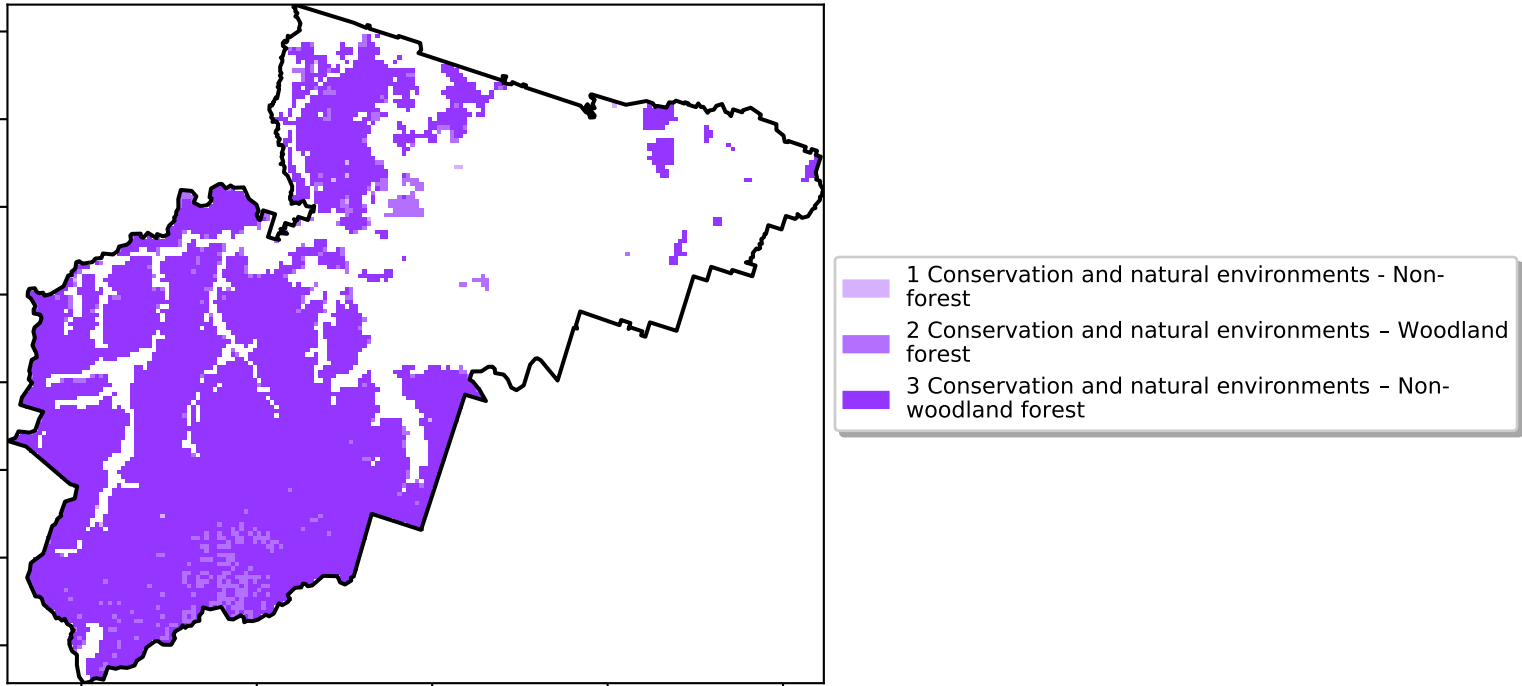 1 Conservation and natural environments - Non-
forest
2 Conservation and natural environments – Woodland
forest
3 Conservation and natural environments – Non-
woodland forest